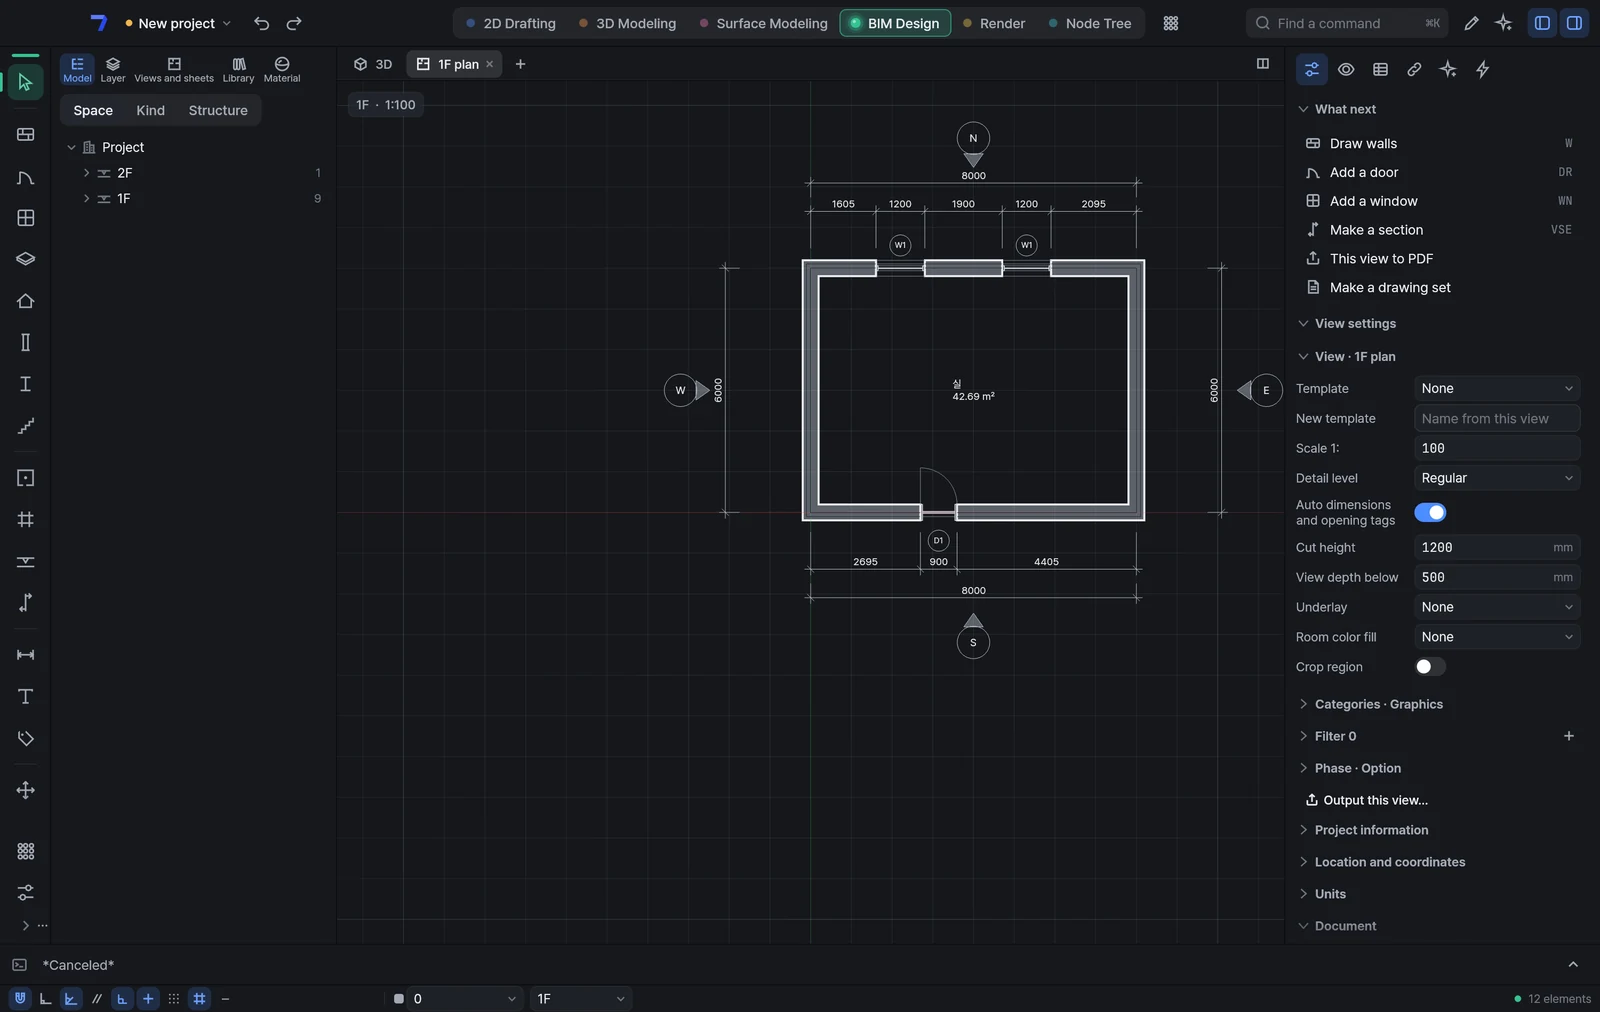 New project
2D Drafting
3D Modeling
Surface Modeling
BIM Design
Render
Node Tree
Find a command
⌘K
Model
Layer
Views and sheets
Library
Material
Space
Kind
Structure
Project
2F
1
1F
9
3D
1F plan
1F · 1:100
N
8000
1605
1200
1900
1200
2095
W1
W1
W
6000
실
42.69 m²
6000
E
D1
2695
900
4405
8000
S
What next
Draw walls
W
Add a door
DR
Add a window
WN
Make a section
VSE
This view to PDF
Make a drawing set
View settings
View · 1F plan
Template
None
New template
Name from this view
Scale 1:
100
Detail level
Regular
Auto dimensions
and opening tags
Cut height
1200
mm
View depth below
500
mm
Underlay
None
Room color fill
None
Crop region
Categories · Graphics
Filter 0
Phase · Option
Output this view...
Project information
Location and coordinates
Units
Document
*Canceled*
0
1F
12 elements